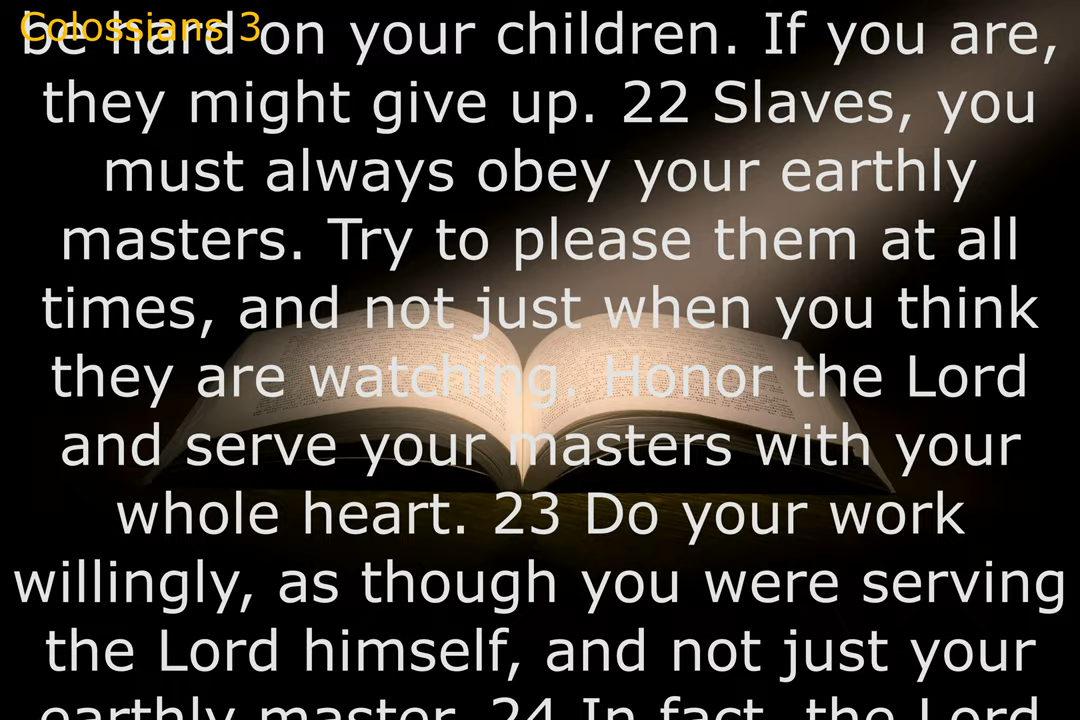 Colossians 3
be hard on your children. If you are,
they might give up. 22 Slaves, you
must always obey your earthly
masters. Try to please them at all
times, and not just when you think
they are watching. Honor the Lord
and serve your masters with your
whole heart. 23 Do your work
willingly, as though you were serving
the Lord himself, and not just your
earthly master. 24 In fact, the Lord